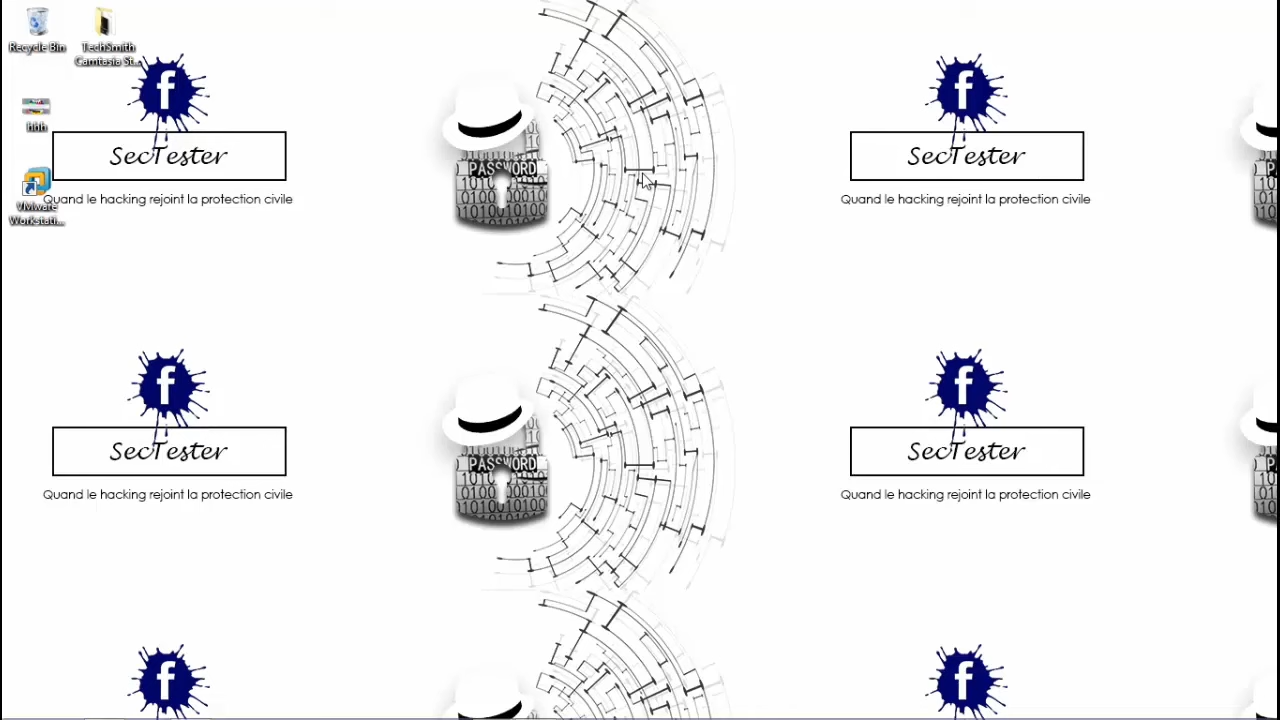 Recycle Bin
TechSmith
Camtasia St...
hhh
VMware
Workstati...
f
SecTester
Quand le hacking rejoint la protection civile
PASSWORD
f
SecTester
Quand le hacking rejoint la protection civile
f
SecTester
Quand le hacking rejoint la protection civile
PASSWORD
f
SecTester
Quand le hacking rejoint la protection civile
f
f